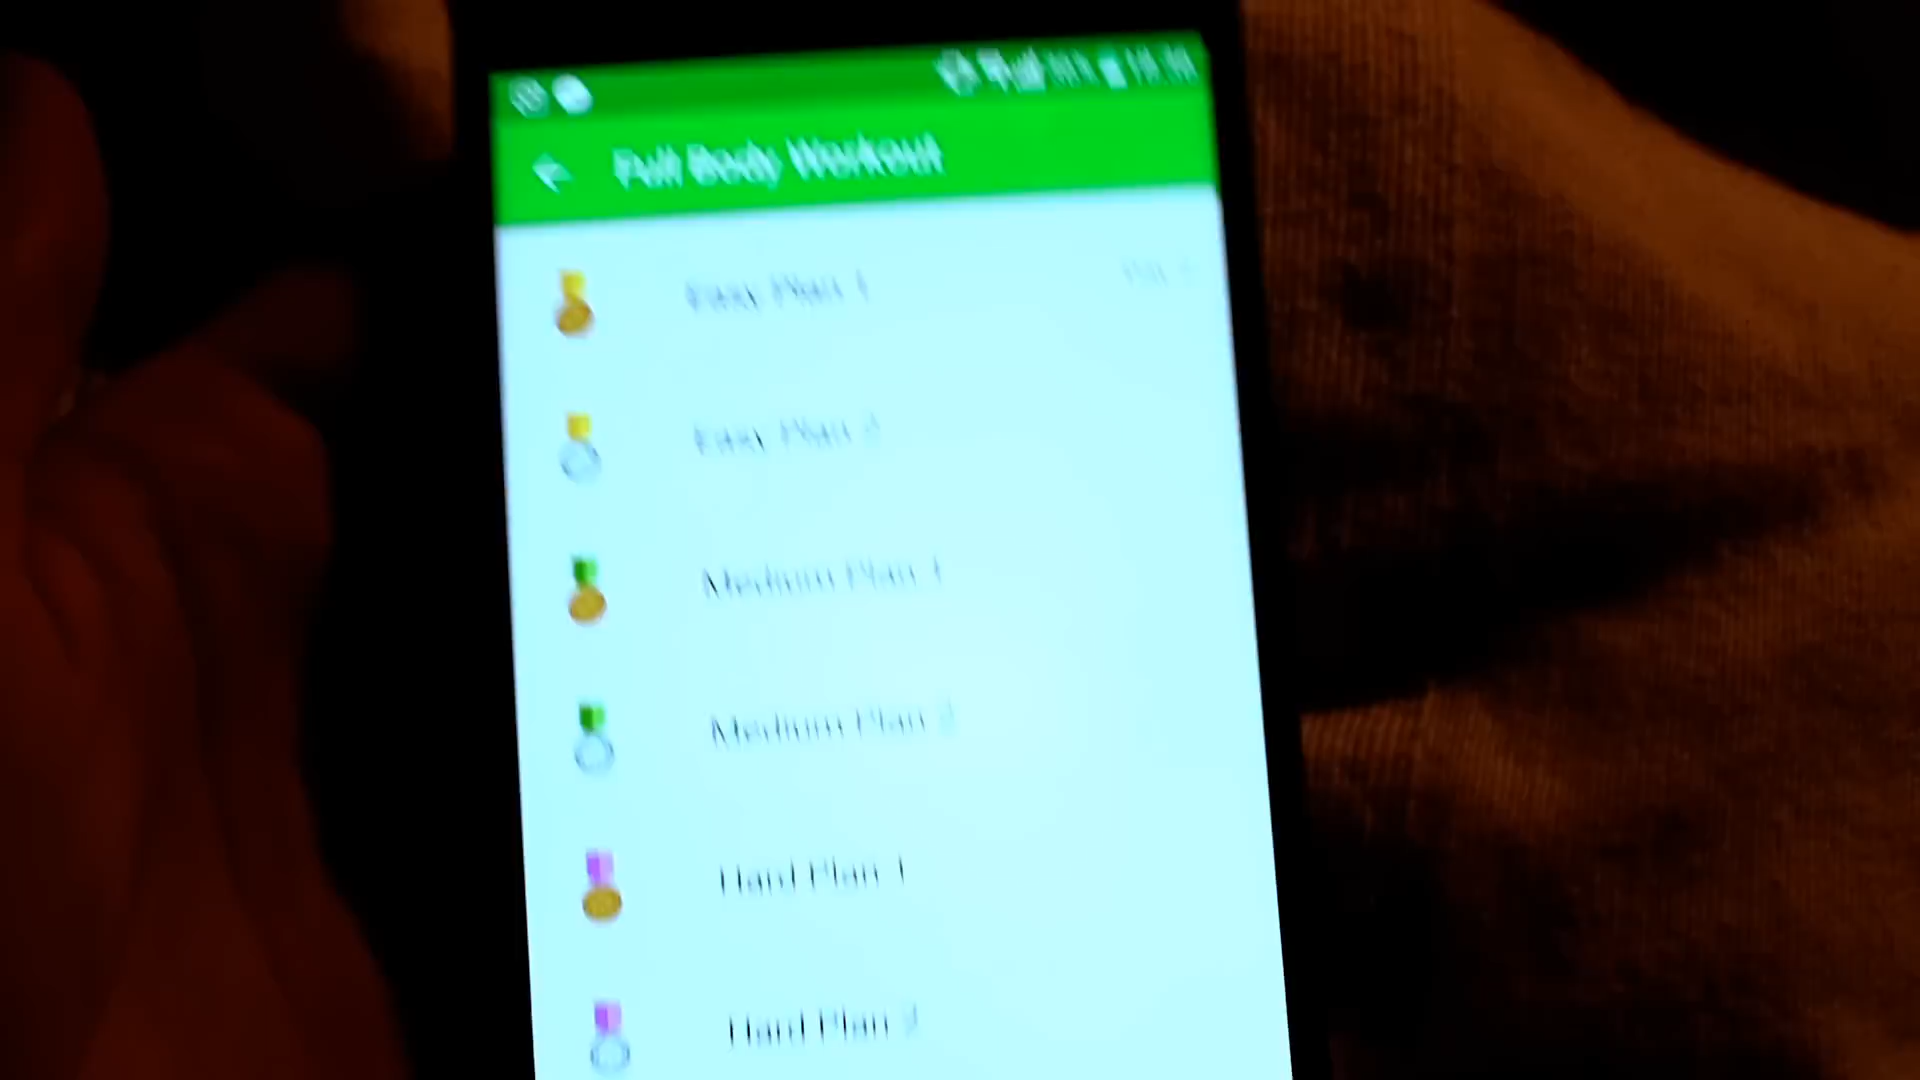 Full Body Workout
Easy Plan 1
Easy Plan 2
Medium Plan 1
Medium Plan 2
Hard Plan 1
Hard Plan 2